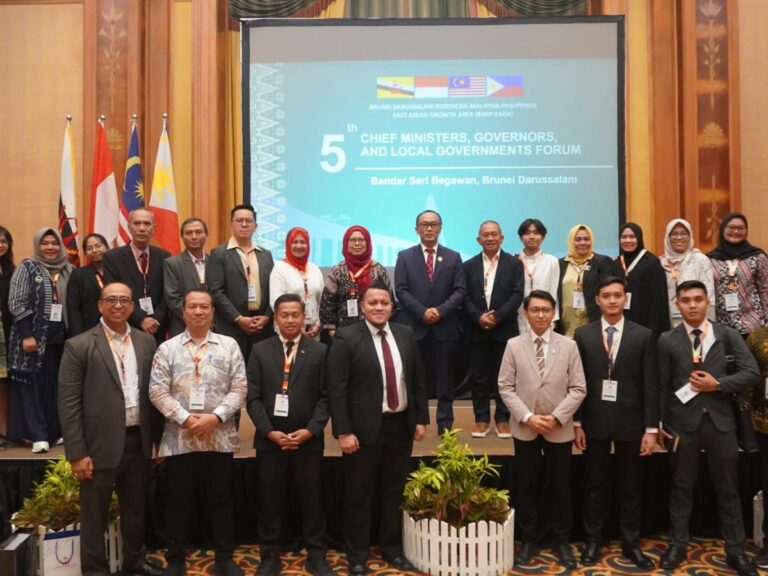 BRUNEI DARUSSALAM-INDONESIA-MALAYSIA-PHILIPPINES
EAST ASEAN GROWTH AREA (BIMP-EAGA)
5th CHIEF MINISTERS, GOVERNORS,
AND LOCAL GOVERNMENTS FORUM
Bandar Seri Begawan, Brunei Darussalam